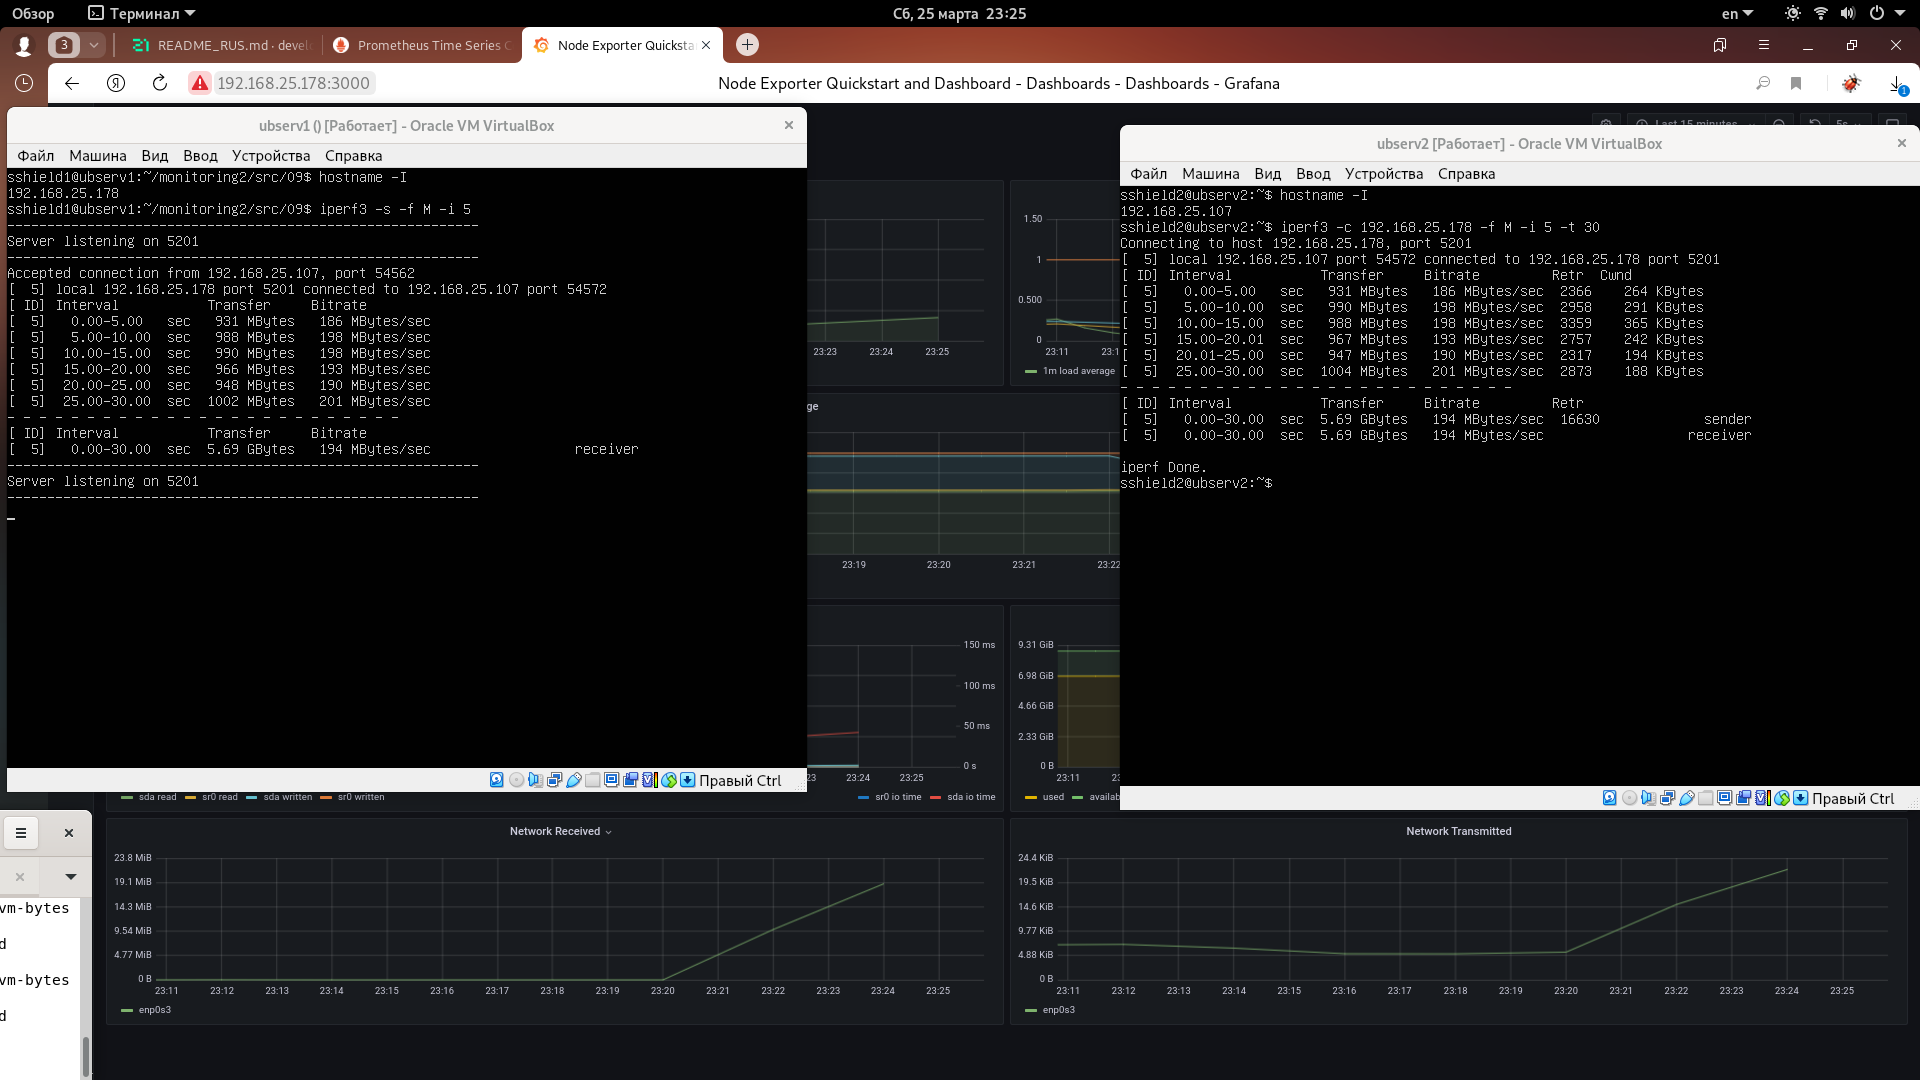 Обзор
Терминал
Сб, 25 марта 23:25
en
3
README_RUS.md · devel
Prometheus Time Series C
Node Exporter Quicksta
192.168.25.178:3000
Node Exporter Quickstart and Dashboard - Dashboards - Dashboards - Grafana
1
Last 15 minutes
5s
ubserv1 () [Работает] - Oracle VM VirtualBox
Файл Машина Вид Ввод Устройства Справка
sshield1@ubserv1:~/monitoring2/src/09$ hostname -I
192.168.25.178
sshield1@ubserv1:~/monitoring2/src/09$ iperf3 -s -f M -i 5
-----------------------------------------------------------
Server listening on 5201
-----------------------------------------------------------
Accepted connection from 192.168.25.107, port 54562
[  5] local 192.168.25.178 port 5201 connected to 192.168.25.107 port 54572
[ ID] Interval           Transfer     Bitrate
[  5]   0.00-5.00   sec   931 MBytes   186 MBytes/sec
[  5]   5.00-10.00  sec   988 MBytes   198 MBytes/sec
[  5]  10.00-15.00  sec   990 MBytes   198 MBytes/sec
[  5]  15.00-20.00  sec   966 MBytes   193 MBytes/sec
[  5]  20.00-25.00  sec   948 MBytes   190 MBytes/sec
[  5]  25.00-30.00  sec  1002 MBytes   201 MBytes/sec
- - - - - - - - - - - - - - - - - - - - - - - - -
[ ID] Interval           Transfer     Bitrate
[  5]   0.00-30.00  sec  5.69 GBytes   194 MBytes/sec                  receiver
-----------------------------------------------------------
Server listening on 5201
-----------------------------------------------------------
Правый Ctrl
ubserv2 [Работает] - Oracle VM VirtualBox
Файл Машина Вид Ввод Устройства Справка
sshield2@ubserv2:~$ hostname -I
192.168.25.107
sshield2@ubserv2:~$ iperf3 -c 192.168.25.178 -f M -i 5 -t 30
Connecting to host 192.168.25.178, port 5201
[  5] local 192.168.25.107 port 54572 connected to 192.168.25.178 port 5201
[ ID] Interval           Transfer     Bitrate         Retr  Cwnd
[  5]   0.00-5.00   sec   931 MBytes   186 MBytes/sec  2366    264 KBytes
[  5]   5.00-10.00  sec   990 MBytes   198 MBytes/sec  2958    291 KBytes
[  5]  10.00-15.00  sec   988 MBytes   198 MBytes/sec  3359    365 KBytes
[  5]  15.00-20.01  sec   967 MBytes   193 MBytes/sec  2757    242 KBytes
[  5]  20.01-25.00  sec   947 MBytes   190 MBytes/sec  2317    194 KBytes
[  5]  25.00-30.00  sec  1004 MBytes   201 MBytes/sec  2873    188 KBytes
- - - - - - - - - - - - - - - - - - - - - - - - -
[ ID] Interval           Transfer     Bitrate         Retr
[  5]   0.00-30.00  sec  5.69 GBytes   194 MBytes/sec  16630             sender
[  5]   0.00-30.00  sec  5.69 GBytes   194 MBytes/sec                  receiver
iperf Done.
sshield2@ubserv2:~$
Правый Ctrl
23:23 23:24 23:25
1.50
1
0.500
0
23:11 23:1
1m load average
ge
23:19 23:20 23:21 23:22
150 ms
100 ms
50 ms
0 s
23 23:24 23:25
sda read sr0 read sda written sr0 written
sr0 io time sda io time
9.31 GiB
6.98 GiB
4.66 GiB
2.33 GiB
0 B
23:11 23
used availab
Network Received
23.8 MiB
19.1 MiB
14.3 MiB
9.54 MiB
4.77 MiB
0 B
23:11 23:12 23:13 23:14 23:15 23:16 23:17 23:18 23:19 23:20 23:21 23:22 23:23 23:24 23:25
enp0s3
Network Transmitted
24.4 KiB
19.5 KiB
14.6 KiB
9.77 KiB
4.88 KiB
0 B
23:11 23:12 23:13 23:14 23:15 23:16 23:17 23:18 23:19 23:20 23:21 23:22 23:23 23:24 23:25
enp0s3
vm-bytes
d
vm-bytes
d